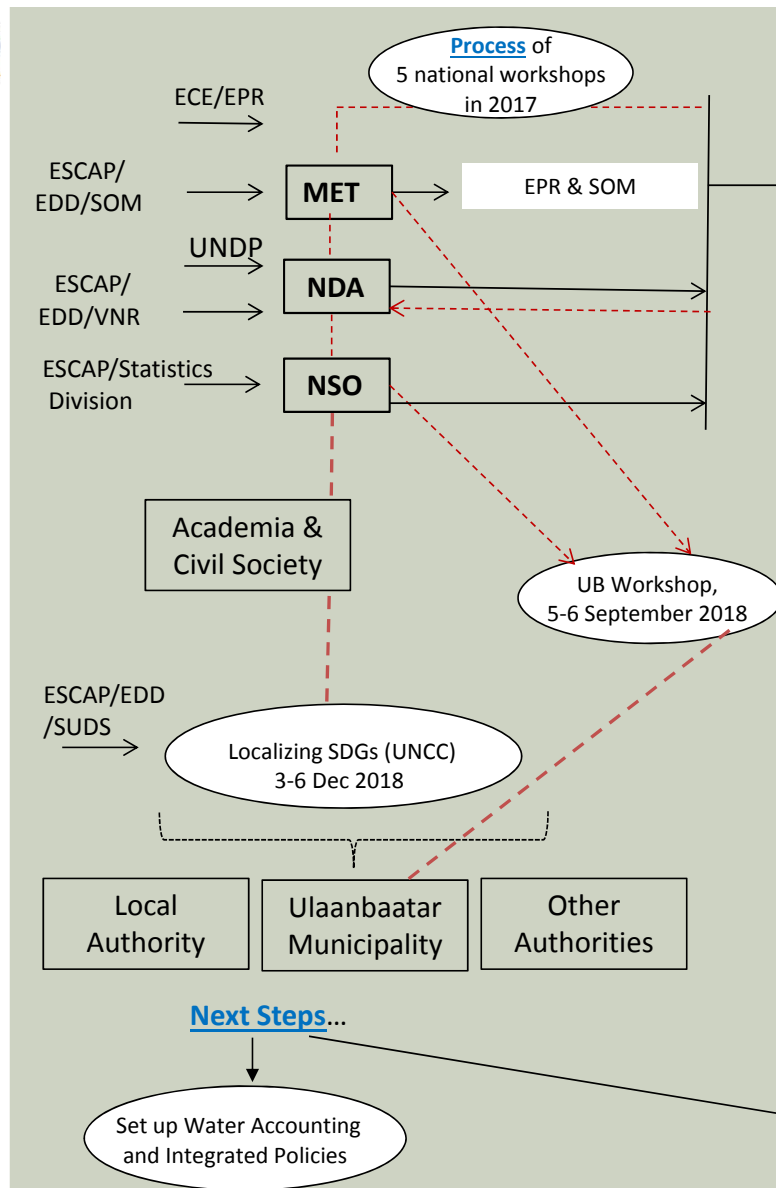 Process of
5 national workshops
in 2017
ECE/EPR
ESCAP/
EDD/SOM
MET
EPR & SOM
UNDP
NDA
ESCAP/
EDD/VNR
ESCAP/Statistics
Division
NSO
Academia &
Civil Society
UB Workshop,
5-6 September 2018
ESCAP/EDD
/SUDS
Localizing SDGs (UNCC)
3-6 Dec 2018
Local
Authority
Ulaanbaatar
Municipality
Other
Authorities
Next Steps...
Set up Water Accounting
and Integrated Policies